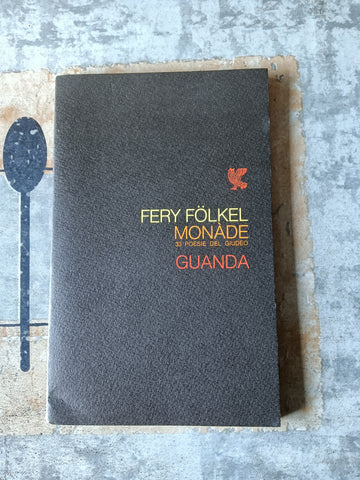 FERY FÖLKEL
MONÀDE
33 POESIE DEL GIUDEO
GUANDA